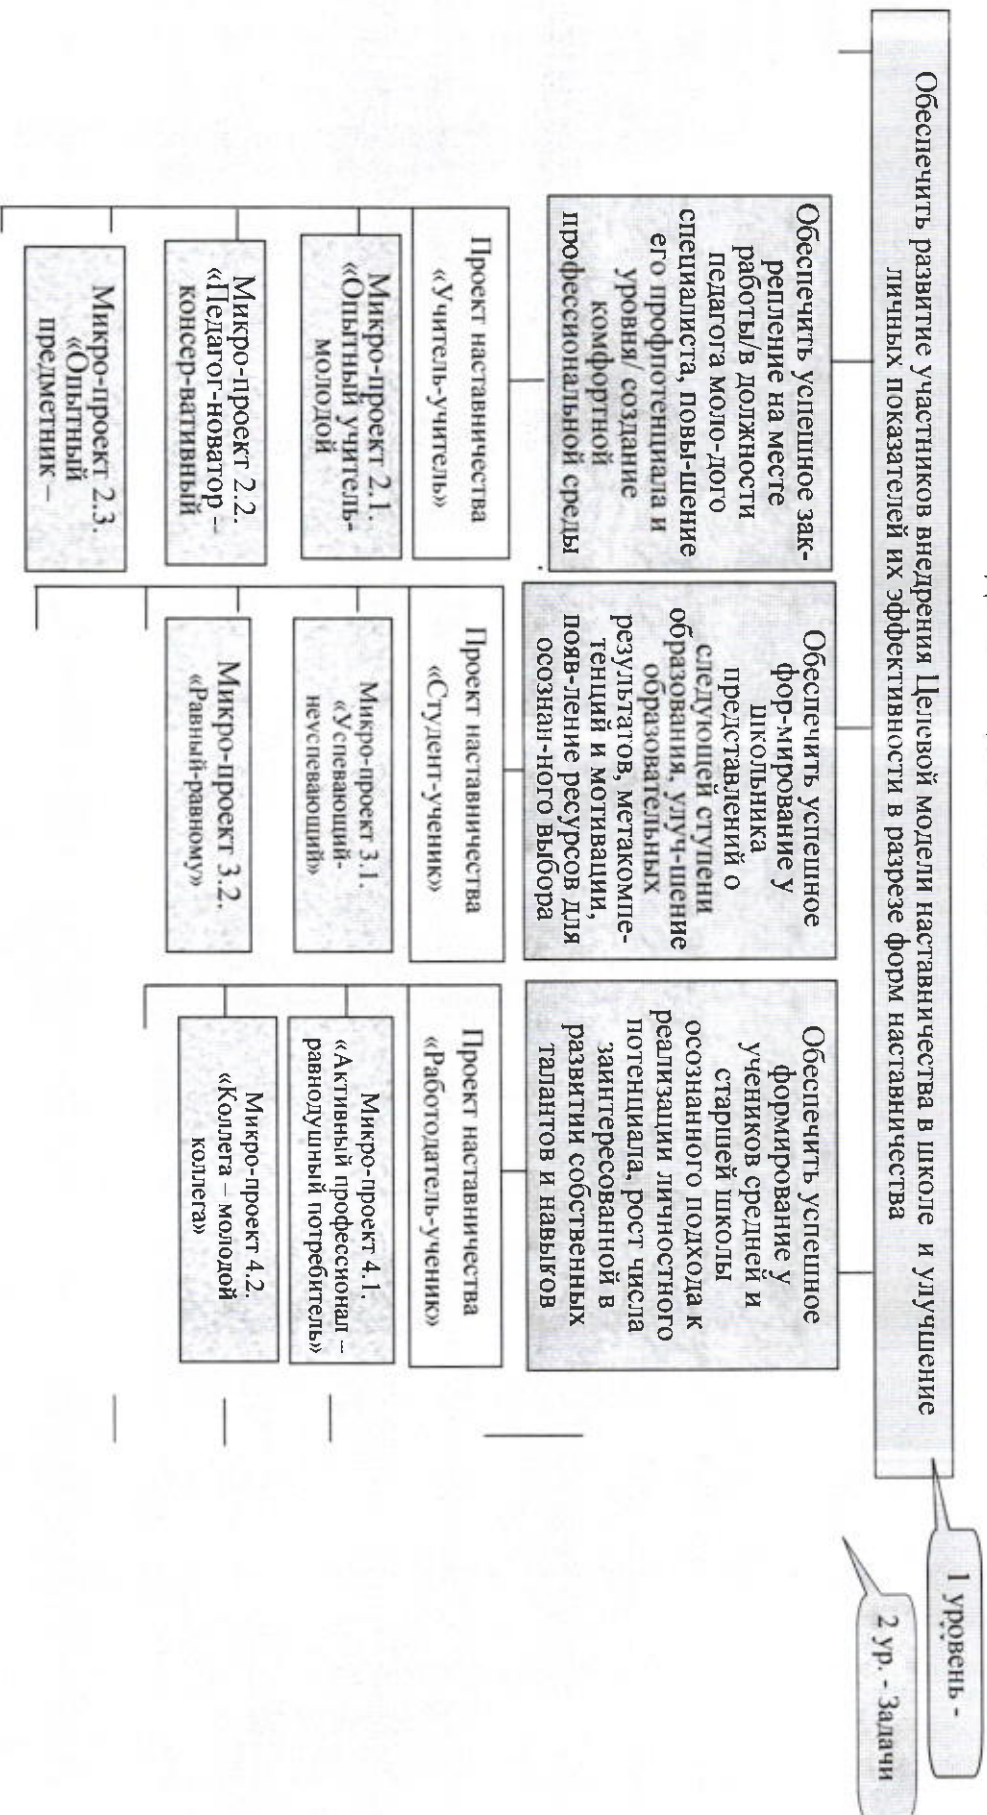 Обеспечить развитие участников внедрения Целевой модели наставничества в школе и улучшение
личных показателей их эффективности в разрезе форм наставничества
1 уровень -
2 ур. - Задачи
Обеспечить успешное зак-
репление на месте
работы/в должности
педагога моло-дого
специалиста, повы-шение
его профпотенциала и
уровня/ создание
комфортной
профессиональной среды
Проект наставничества
«Учитель-учитель»
Микро-проект 2.1.
«Опытный учитель-
молодой
Микро-проект 2.2.
«Педагог-новатор --
консер-вативный
Микро-проект 2.3.
«Опытный
предметник –
Обеспечить успешное
фор-мирование у
школьника
представлений о
следующей ступени
образования, улуч-шение
образовательных
результатов, метакомпе-
тенций и мотивации,
появ-ление ресурсов для
осознан-ного выбора
Проект наставничества
«Студент-ученик»
Микро-проект 3.1.
«Успевающий-
неуспевающий»
Микро-проект 3.2.
«Равный-равному»
Обеспечить успешное
формирование у
учеников средней и
старшей школы
осознанного подхода к
реализации личностного
потенциала, рост числа
заинтересованной в
развитии собственных
талантов и навыков
Проект наставничества
«Работодатель-ученик»
Микро-проект 4.1.
«Активный профессионал –
равнодушный потребитель»
Микро-проект 4.2.
«Коллега – молодой
коллега»